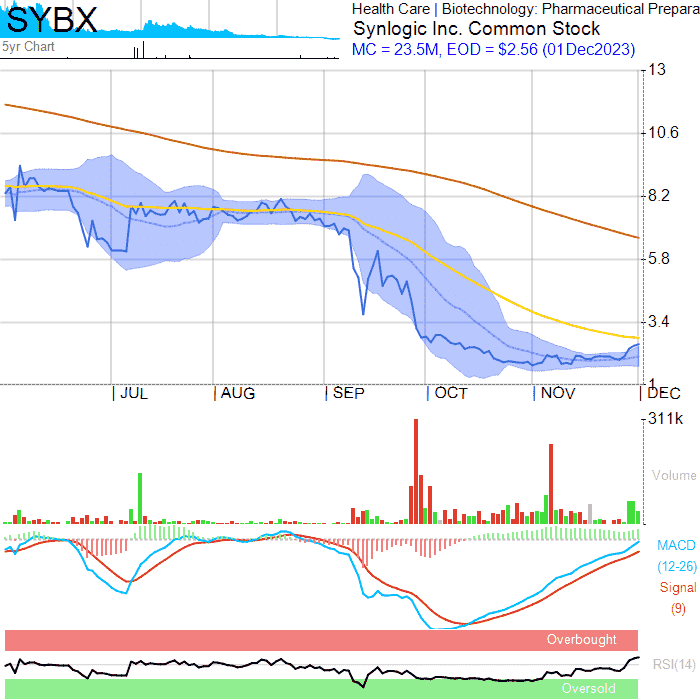 SYBX
5yr Chart
Health Care | Biotechnology: Pharmaceutical Prepara
Synlogic Inc. Common Stock
MC = 23.5M, EOD = $2.56 (01Dec2023)
13
10.6
8.2
5.8
3.4
1
JUL
AUG
SEP
OCT
NOV
DEC
311k
Volume
MACD
(12-26)
Signal
(9)
Overbought
RSI(14)
Oversold